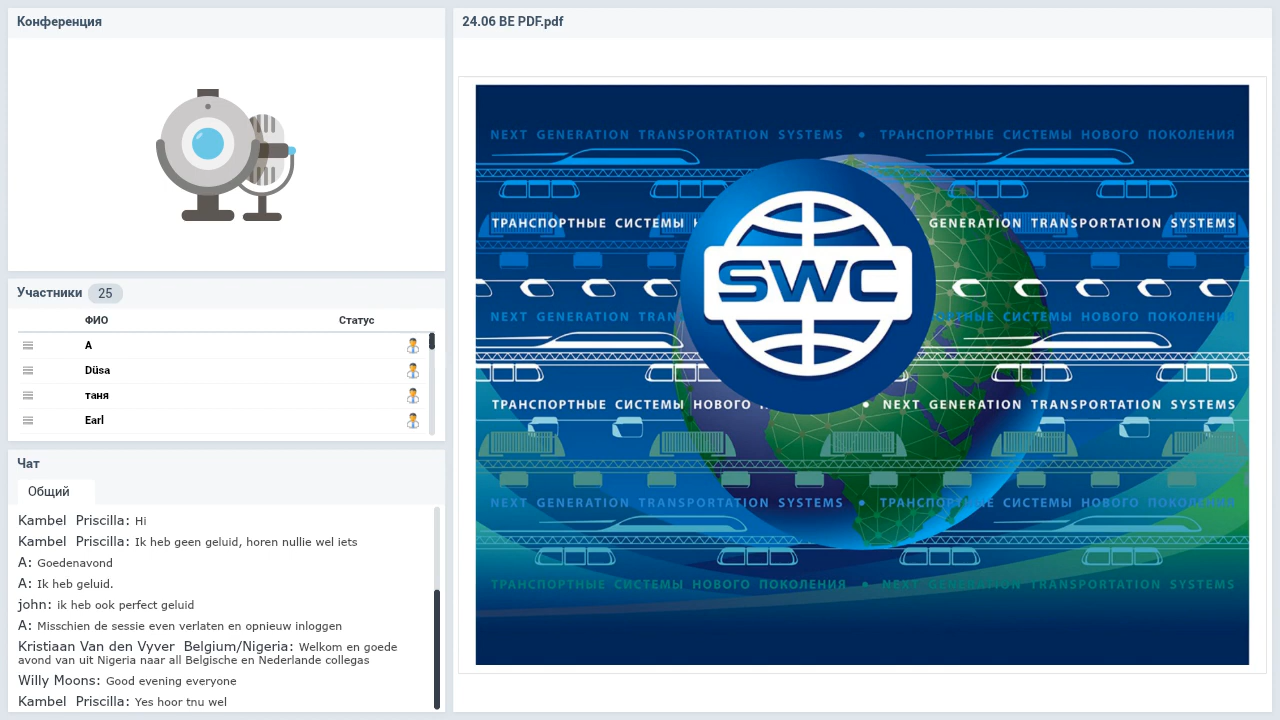 Конференция
Участники 25
ФИО Статус
A
Düsa
таня
Earl
Чат
Общий
Kambel Priscilla: Hi
Kambel Priscilla: Ik heb geen geluid, horen nullie wel iets
A: Goedenavond
A: Ik heb geluid.
john: ik heb ook perfect geluid
A: Misschien de sessie even verlaten en opnieuw inloggen
Kristiaan Van den Vyver Belgium/Nigeria: Welkom en goede
avond van uit Nigeria naar all Belgische en Nederlande collegas
Willy Moons: Good evening everyone
Kambel Priscilla: Yes hoor tnu wel
24.06 BE PDF.pdf
NEXT GENERATION TRANSPORTATION SYSTEMS • ТРАНСПОРТНЫЕ СИСТЕМЫ НОВОГО ПОКОЛЕНИЯ
ТРАНСПОРТНЫЕ СИСТЕМЫ GENERATION TRANSPORTATION SYSTEMS
SWC
NEXT GENERATION СИСТЕМЫ НОВОГО ПОКОЛЕНИЯ
ТРАНСПОРТНЫЕ СИСТЕМЫ НОВОГО • NEXT GENERATION TRANSPORTATION SYSTEMS
NEXT GENERATION TRANSPORTATION SYSTEMS • ТРАНСПОРТНЫЕ СИСТЕМЫ НОВОГО ПОКОЛЕНИЯ
ТРАНСПОРТНЫЕ СИСТЕМЫ НОВОГО ПОКОЛЕНИЯ • NEXT GENERATION TRANSPORTATION SYSTEMS